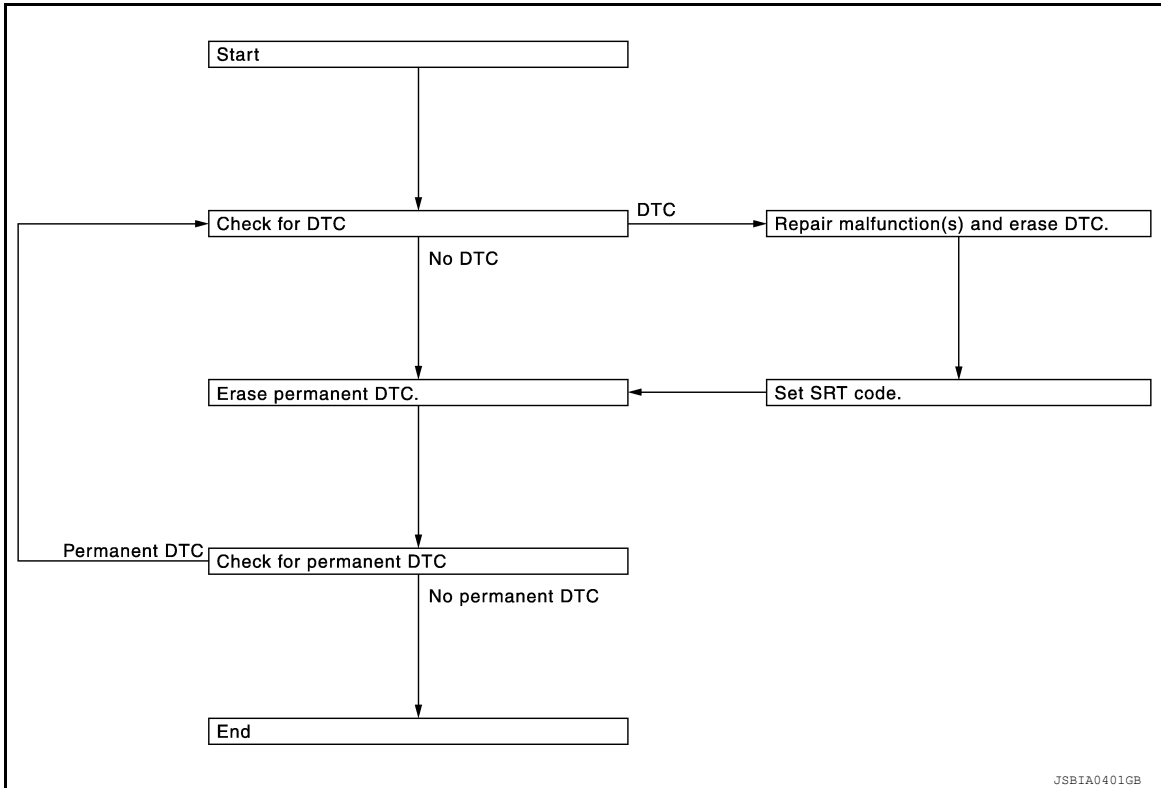 Start
Check for DTC
DTC
Repair malfunction(s) and erase DTC.
No DTC
Erase permanent DTC.
Set SRT code.
Permanent DTC
Check for permanent DTC
No permanent DTC
End
JSBIA0401GB